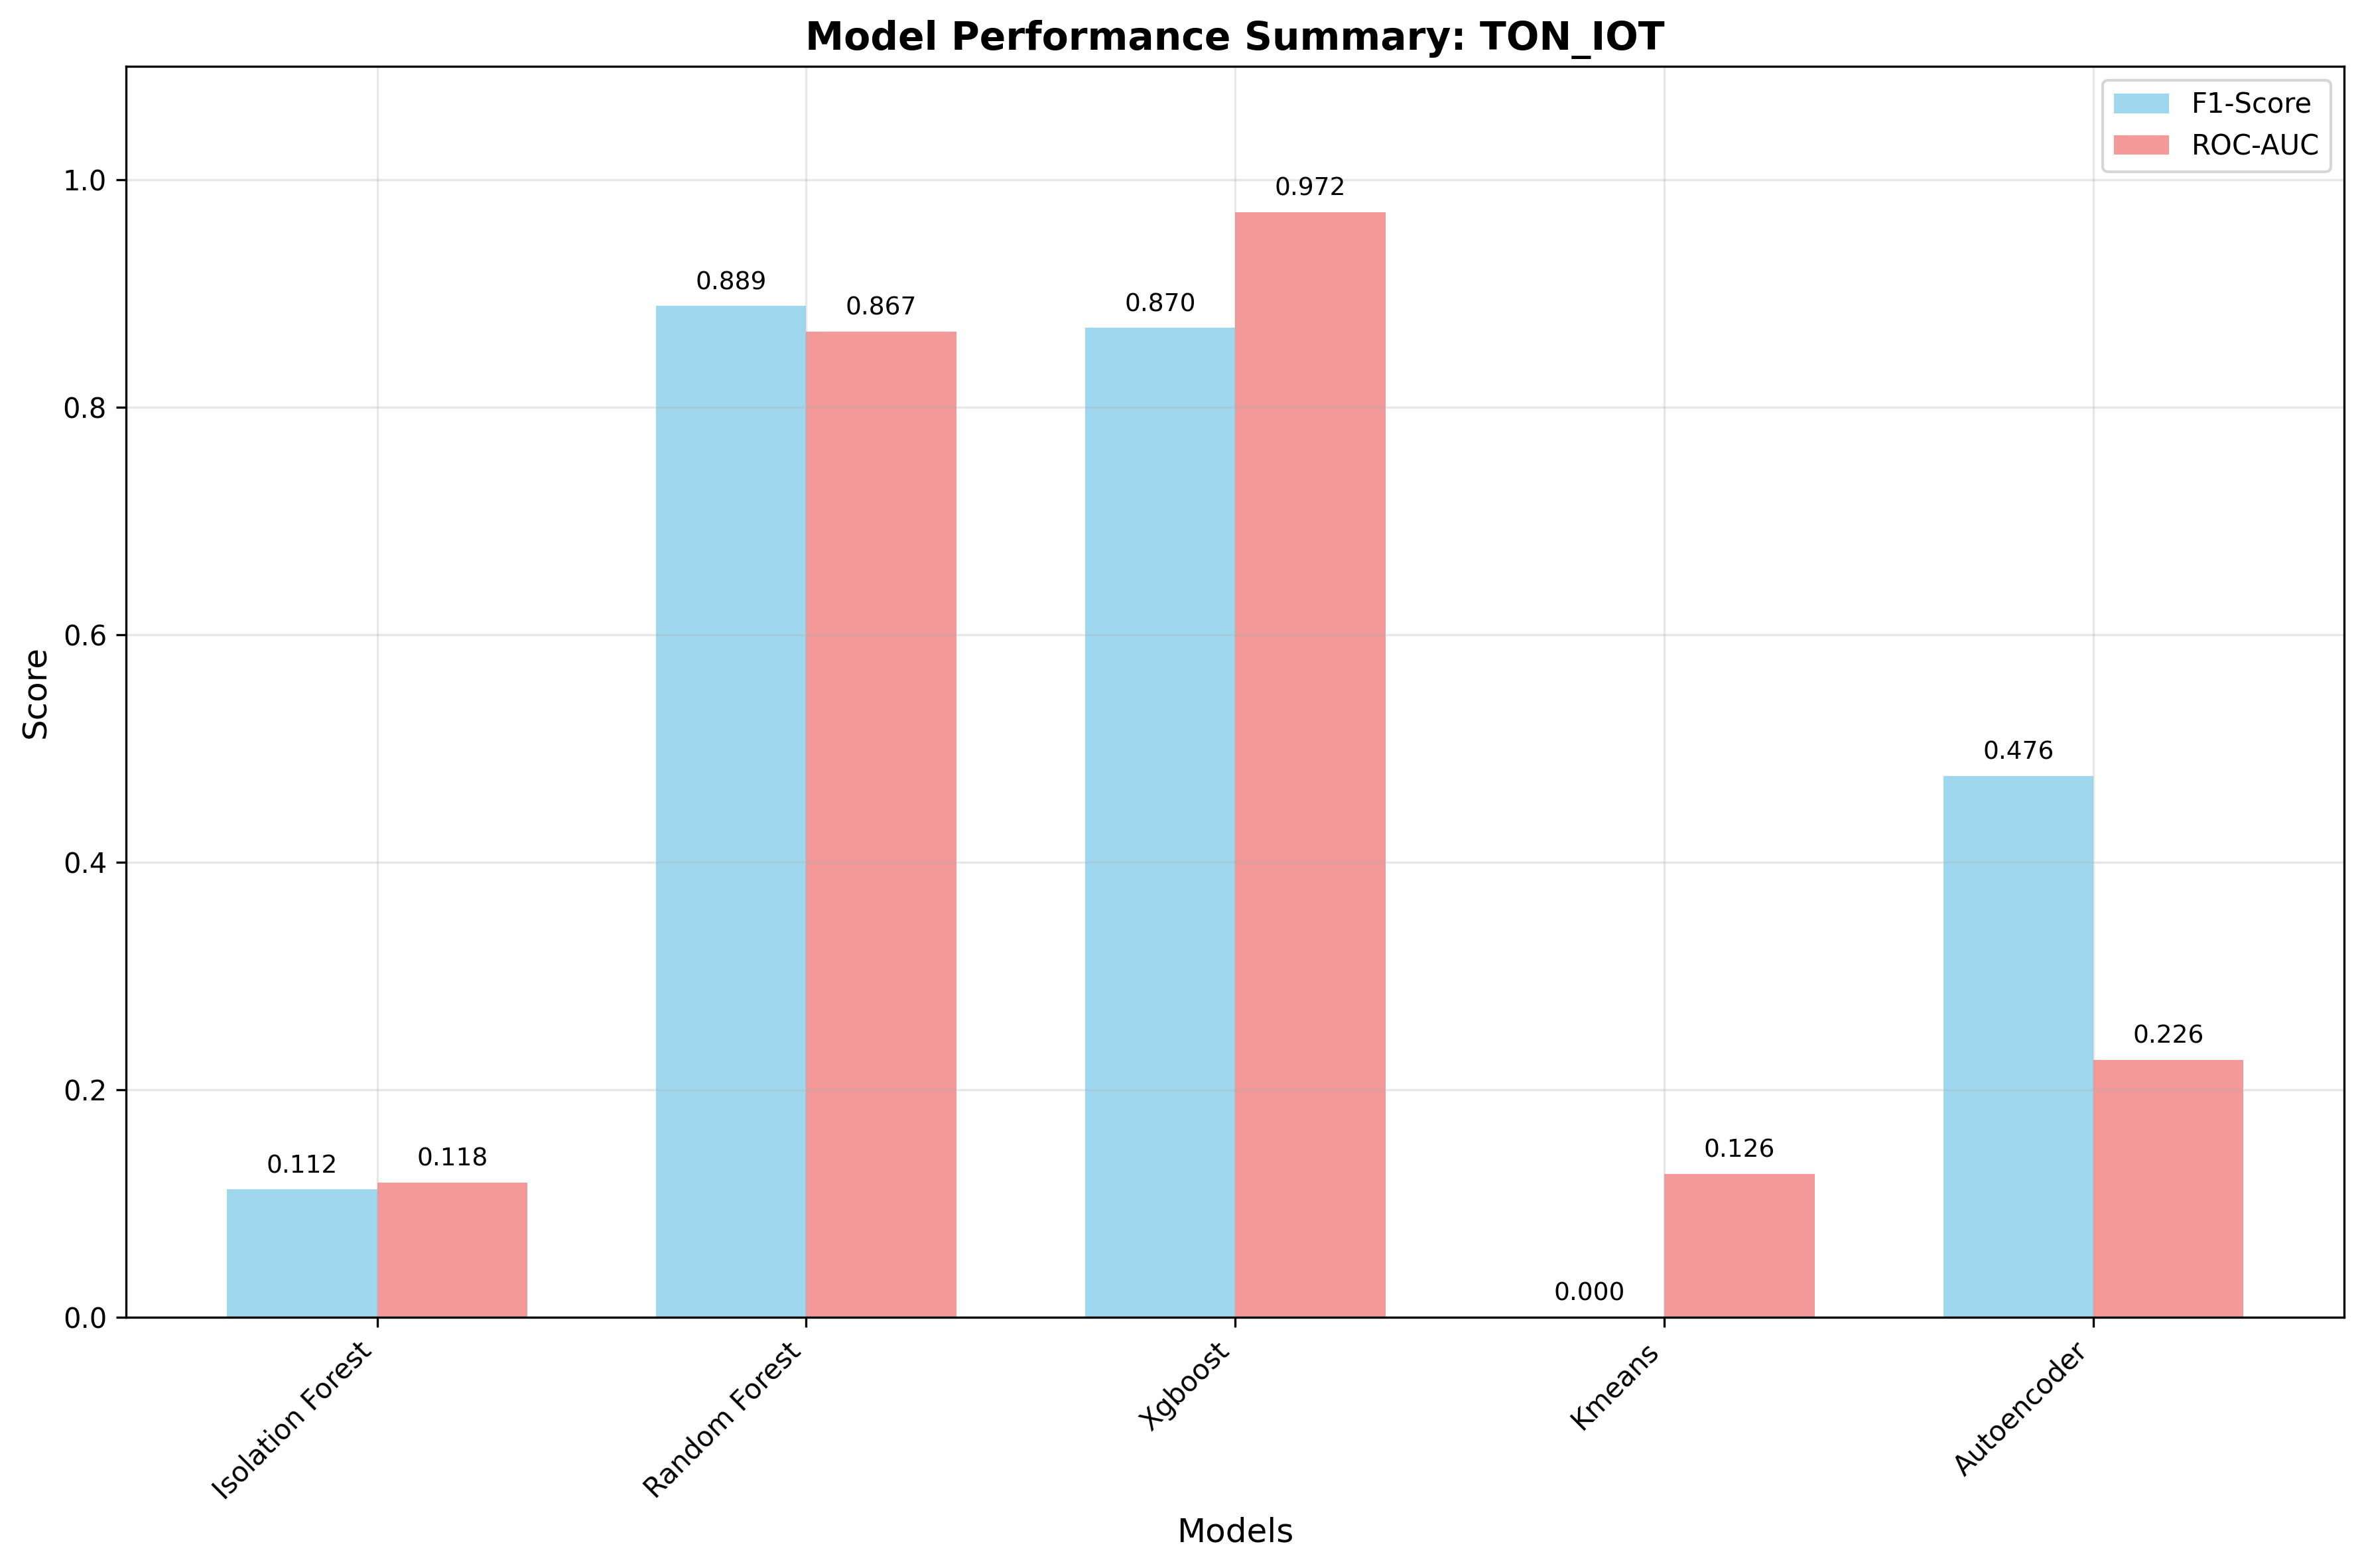 Model Performance Summary: TON_IOT
F1-Score
ROC-AUC
Score
1.0
0.8
0.6
0.4
0.2
0.0
0.112
0.118
0.889
0.867
0.870
0.972
0.000
0.126
0.476
0.226
Isolation Forest
Random Forest
Xgboost
Kmeans
Autoencoder
Models